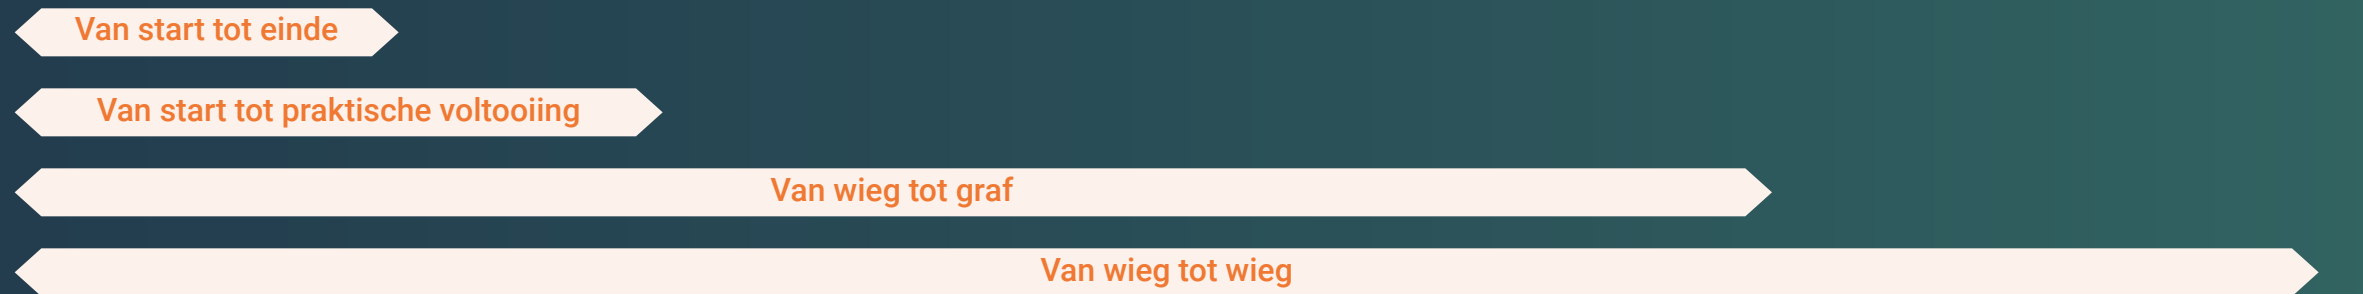 Van start tot einde
Van start tot praktische voltooiing
Van wieg tot graf
Van wieg tot wieg